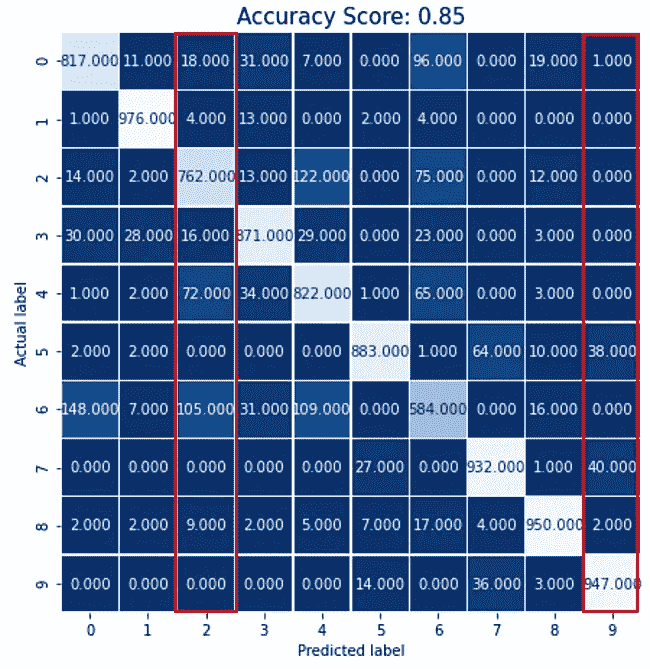 Accuracy Score: 0.85
0 817.000 11.000 18.000 31.000 7.000 0.000 96.000 0.000 19.000 1.000
1 1.000 976.000 4.000 13.000 0.000 2.000 4.000 0.000 0.000 0.000
2 14.000 2.000 762.000 13.000 122.000 0.000 75.000 0.000 12.000 0.000
3 30.000 28.000 16.000 871.000 29.000 0.000 23.000 0.000 3.000 0.000
4 1.000 2.000 72.000 34.000 822.000 1.000 65.000 0.000 3.000 0.000
5 2.000 2.000 0.000 0.000 0.000 883.000 1.000 64.000 10.000 38.000
6 148.000 7.000 105.000 31.000 109.000 0.000 584.000 0.000 16.000 0.000
7 0.000 0.000 0.000 0.000 0.000 27.000 0.000 932.000 1.000 40.000
8 2.000 2.000 9.000 2.000 5.000 7.000 17.000 4.000 950.000 2.000
9 0.000 0.000 0.000 0.000 0.000 14.000 0.000 36.000 3.000 947.000
0 1 2 3 4 5 6 7 8 9
Actual label
Predicted label